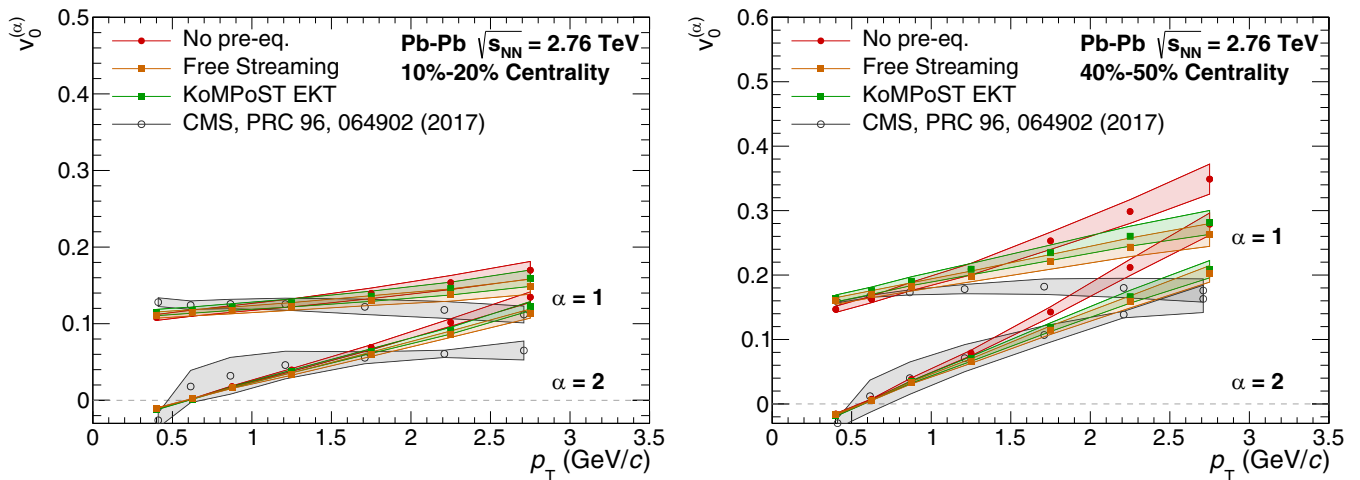 v₀⁽ᵅ⁾
0.5
0.4
0.3
0.2
0.1
0
No pre-eq.
Free Streaming
KoMPoST EKT
CMS, PRC 96, 064902 (2017)
Pb-Pb √s_NN = 2.76 TeV
10%-20% Centrality
α = 1
α = 2
0 0.5 1 1.5 2 2.5 3 3.5
p_T (GeV/c)
v₀⁽ᵅ⁾
0.6
0.5
0.4
0.3
0.2
0.1
0
No pre-eq.
Free Streaming
KoMPoST EKT
CMS, PRC 96, 064902 (2017)
Pb-Pb √s_NN = 2.76 TeV
40%-50% Centrality
α = 1
α = 2
0 0.5 1 1.5 2 2.5 3 3.5
p_T (GeV/c)